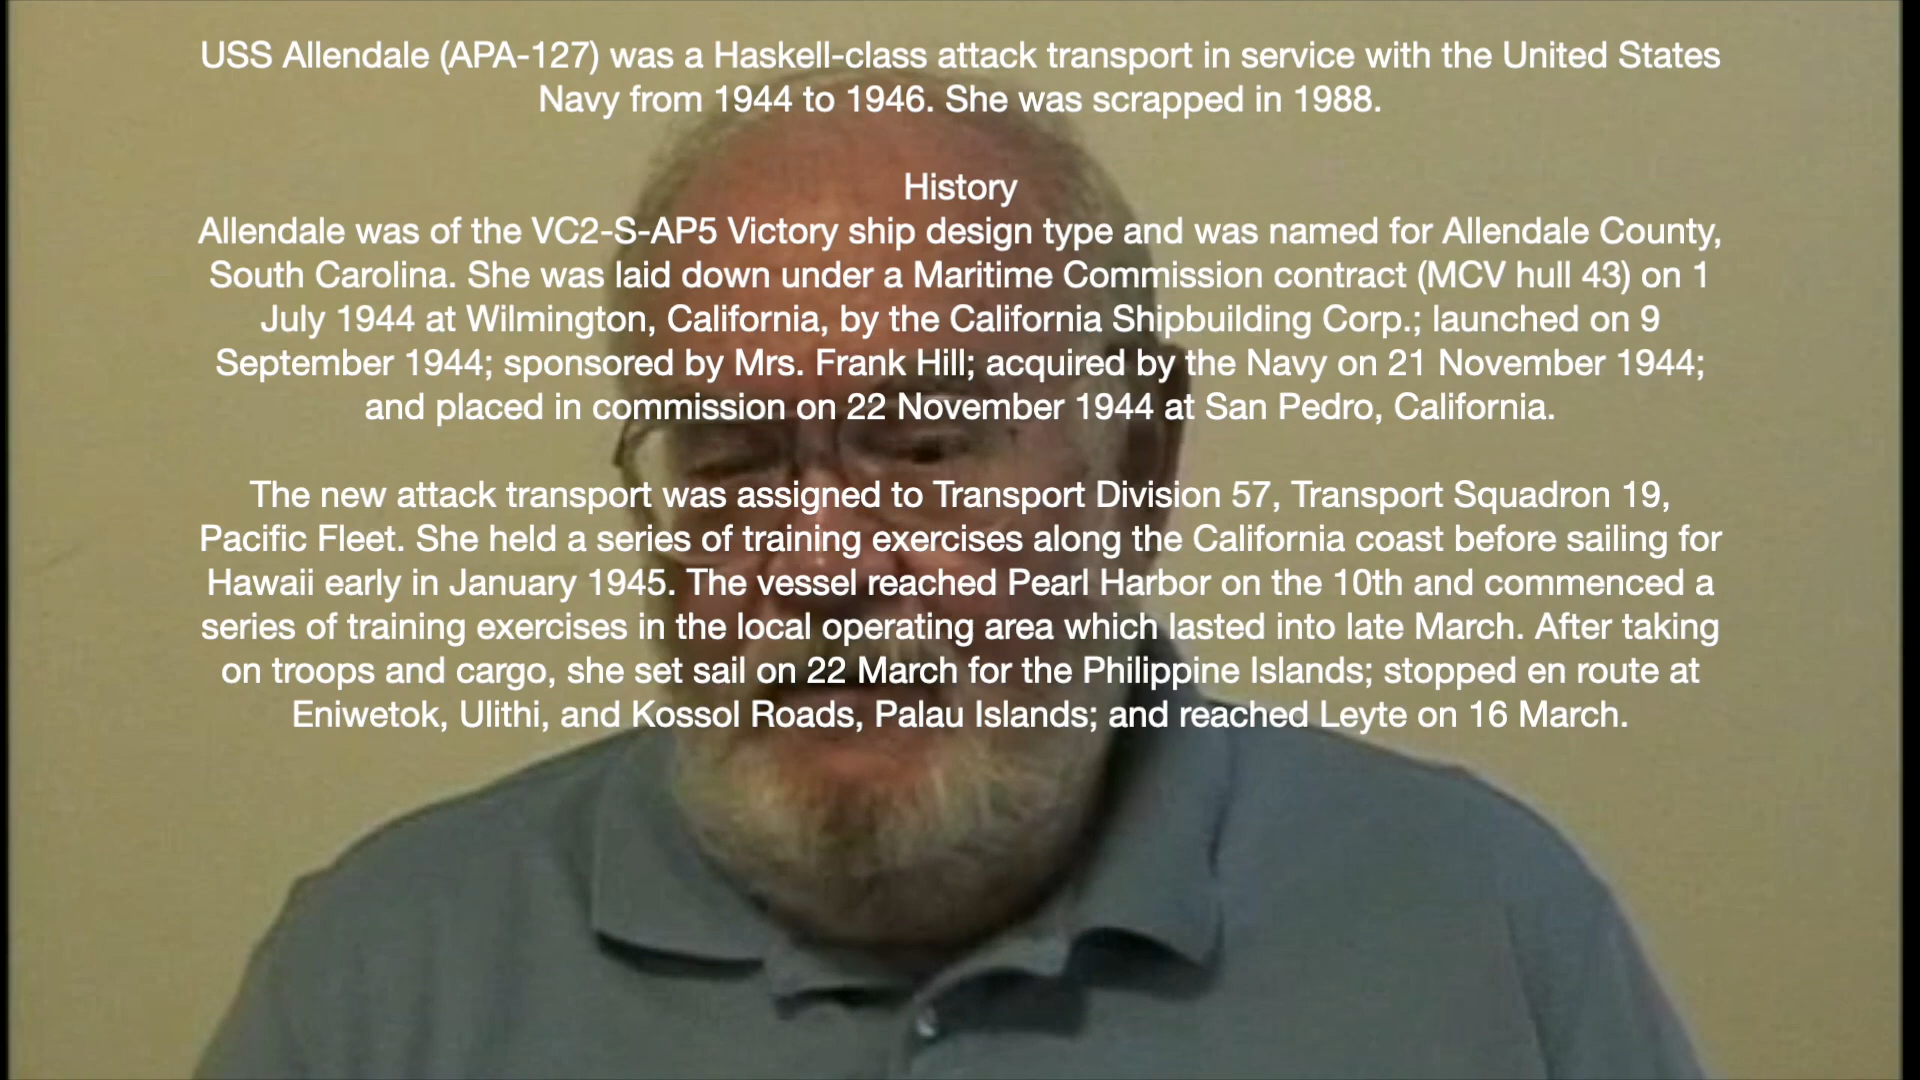 USS Allendale (APA-127) was a Haskell-class attack transport in service with the United States
Navy from 1944 to 1946. She was scrapped in 1988.
History
Allendale was of the VC2-S-AP5 Victory ship design type and was named for Allendale County,
South Carolina. She was laid down under a Maritime Commission contract (MCV hull 43) on 1
July 1944 at Wilmington, California, by the California Shipbuilding Corp.; launched on 9
September 1944; sponsored by Mrs. Frank Hill; acquired by the Navy on 21 November 1944;
and placed in commission on 22 November 1944 at San Pedro, California.
The new attack transport was assigned to Transport Division 57, Transport Squadron 19,
Pacific Fleet. She held a series of training exercises along the California coast before sailing for
Hawaii early in January 1945. The vessel reached Pearl Harbor on the 10th and commenced a
series of training exercises in the local operating area which lasted into late March. After taking
on troops and cargo, she set sail on 22 March for the Philippine Islands; stopped en route at
Eniwetok, Ulithi, and Kossol Roads, Palau Islands; and reached Leyte on 16 March.